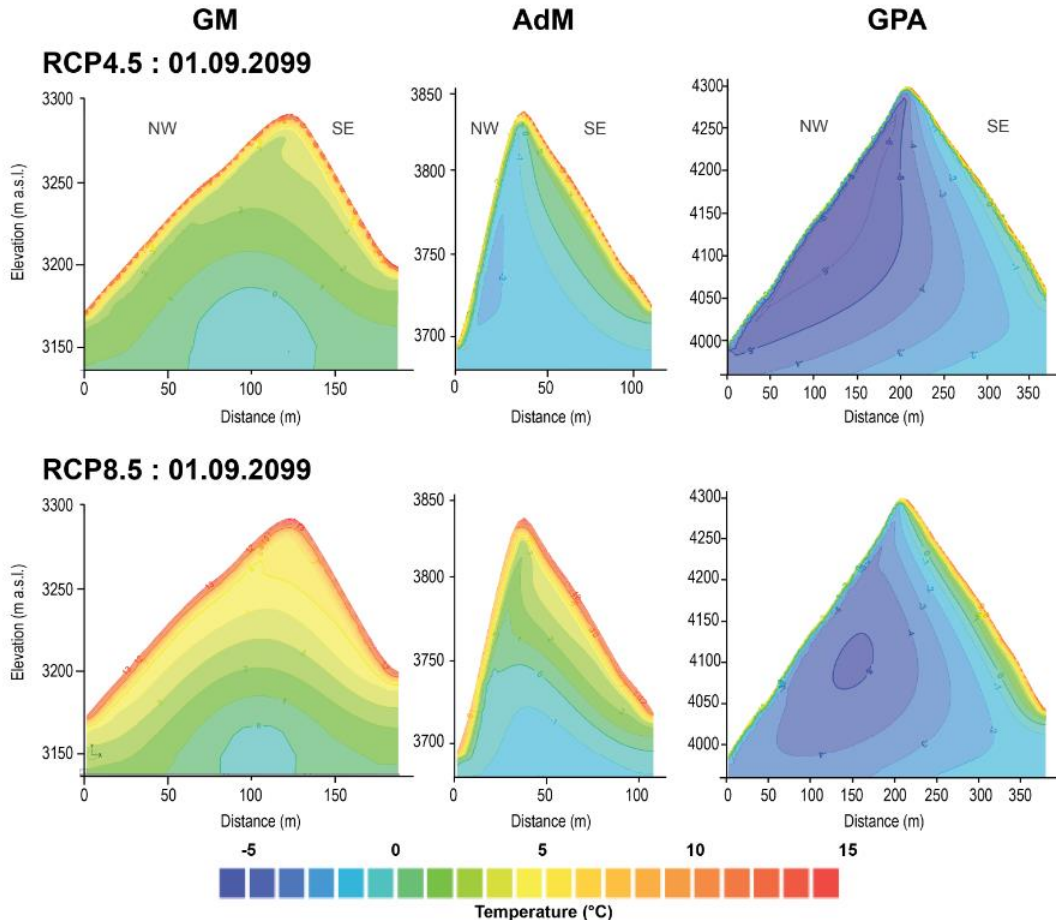 GM AdM GPA
RCP4.5 : 01.09.2099
3300 3250 3200 3150
Elevation (m a.s.l.)
NW SE
0 50 100 150
Distance (m)
3850 3800 3750 3700
NW SE
0 50 100
Distance (m)
4300 4250 4200 4150 4100 4050 4000
NW SE
0 50 100 150 200 250 300 350
Distance (m)
RCP8.5 : 01.09.2099
3300 3250 3200 3150
Elevation (m a.s.l.)
0 50 100 150
Distance (m)
3850 3800 3750 3700
0 50 100
Distance (m)
4300 4250 4200 4150 4100 4050 4000
0 50 100 150 200 250 300 350
Distance (m)
-5 0 5 10 15
Temperature (°C)